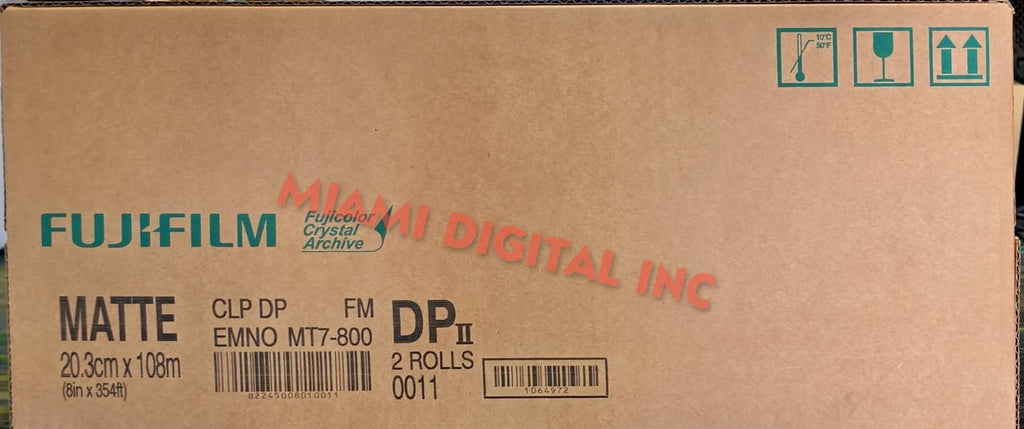 10°C
50°F
FUJIFILM
Fujicolor
Crystal
Archive
MIAMI DIGITAL INC
MATTE
20.3cm x 108m
(8in x 354ft)
CLP DP FM
EMNO MT7-800
82245008010011
DPII
2 ROLLS
0011
1064972